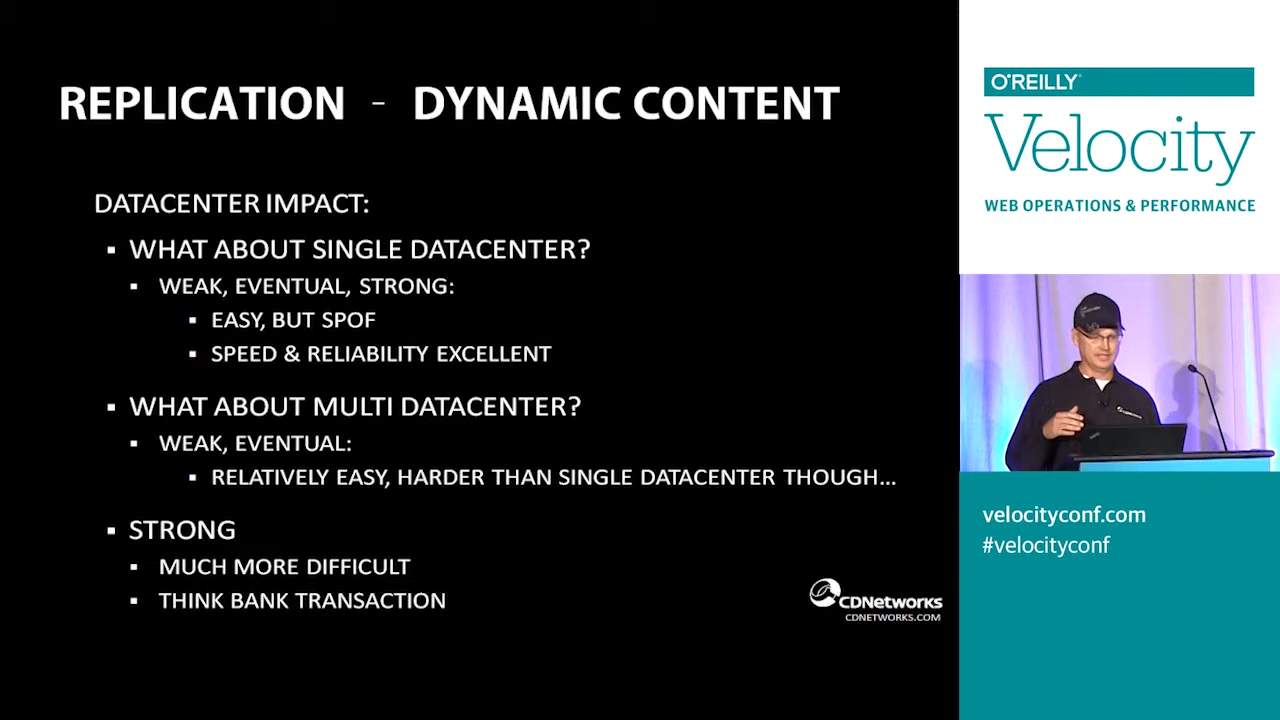 REPLICATION - DYNAMIC CONTENT
DATACENTER IMPACT:
▪ WHAT ABOUT SINGLE DATACENTER?
▪ WEAK, EVENTUAL, STRONG:
▪ EASY, BUT SPOF
▪ SPEED & RELIABILITY EXCELLENT
▪ WHAT ABOUT MULTI DATACENTER?
▪ WEAK, EVENTUAL:
▪ RELATIVELY EASY, HARDER THAN SINGLE DATACENTER THOUGH...
▪ STRONG
▪ MUCH MORE DIFFICULT
▪ THINK BANK TRANSACTION
CDNetworks
CDNETWORKS.COM
O'REILLY®
Velocity
WEB OPERATIONS & PERFORMANCE
velocityconf.com
#velocityconf